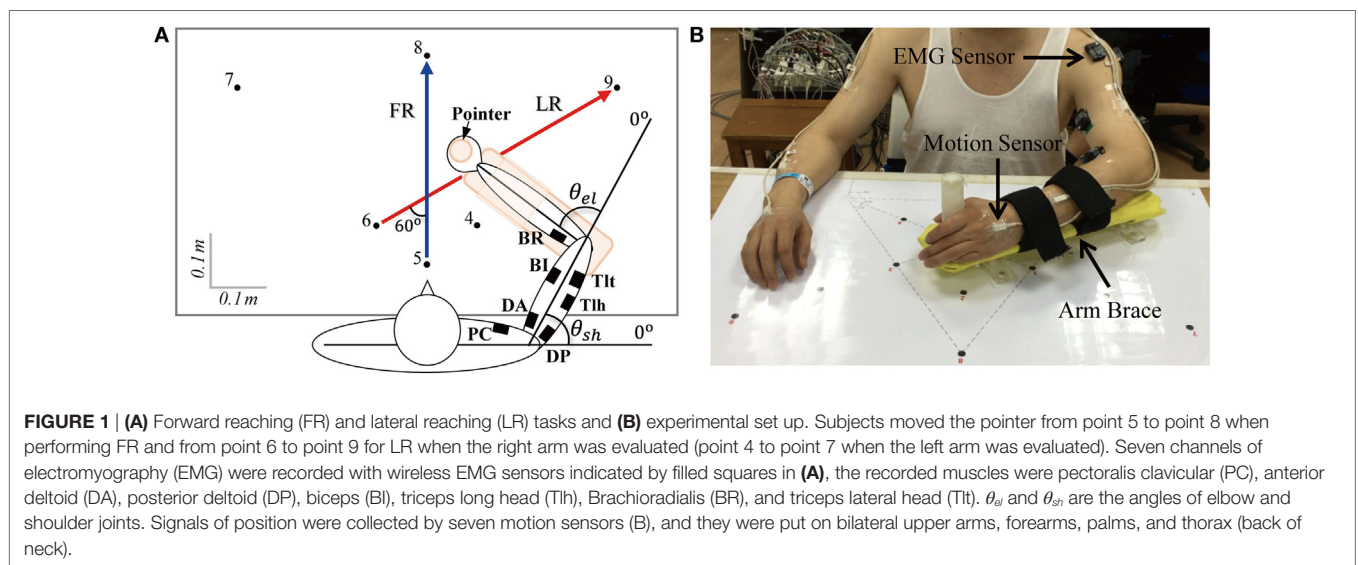 A
8
7
9
FR
LR
Pointer
0°
θel
6
60°
4
BR
5
BI
Tlt
Tlh
0.1 m
0.1 m
DA
PC
θsh
0°
DP
B
EMG Sensor
Motion Sensor
Arm Brace
FIGURE 1 | (A) Forward reaching (FR) and lateral reaching (LR) tasks and (B) experimental set up. Subjects moved the pointer from point 5 to point 8 when
performing FR and from point 6 to point 9 for LR when the right arm was evaluated (point 4 to point 7 when the left arm was evaluated). Seven channels of
electromyography (EMG) were recorded with wireless EMG sensors indicated by filled squares in (A), the recorded muscles were pectoralis clavicular (PC), anterior
deltoid (DA), posterior deltoid (DP), biceps (BI), triceps long head (Tlh), Brachioradialis (BR), and triceps lateral head (Tlt). θel and θsh are the angles of elbow and
shoulder joints. Signals of position were collected by seven motion sensors (B), and they were put on bilateral upper arms, forearms, palms, and thorax (back of
neck).